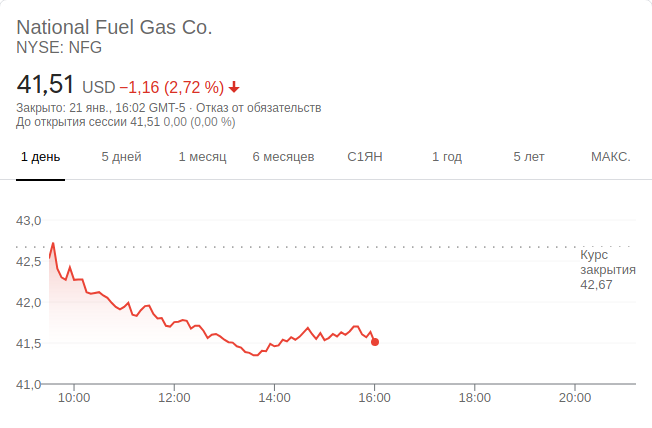 National Fuel Gas Co.
NYSE: NFG
41,51 USD −1,16 (2,72 %)
Закрыто: 21 янв., 16:02 GMT-5 · Отказ от обязательств
До открытия сессии 41,51 0,00 (0,00 %)
1 день 5 дней 1 месяц 6 месяцев С1ЯН 1 год 5 лет МАКС.
43,0
Курс
закрытия
42,67
42,5
42,0
41,5
41,0
10:00 12:00 14:00 16:00 18:00 20:00